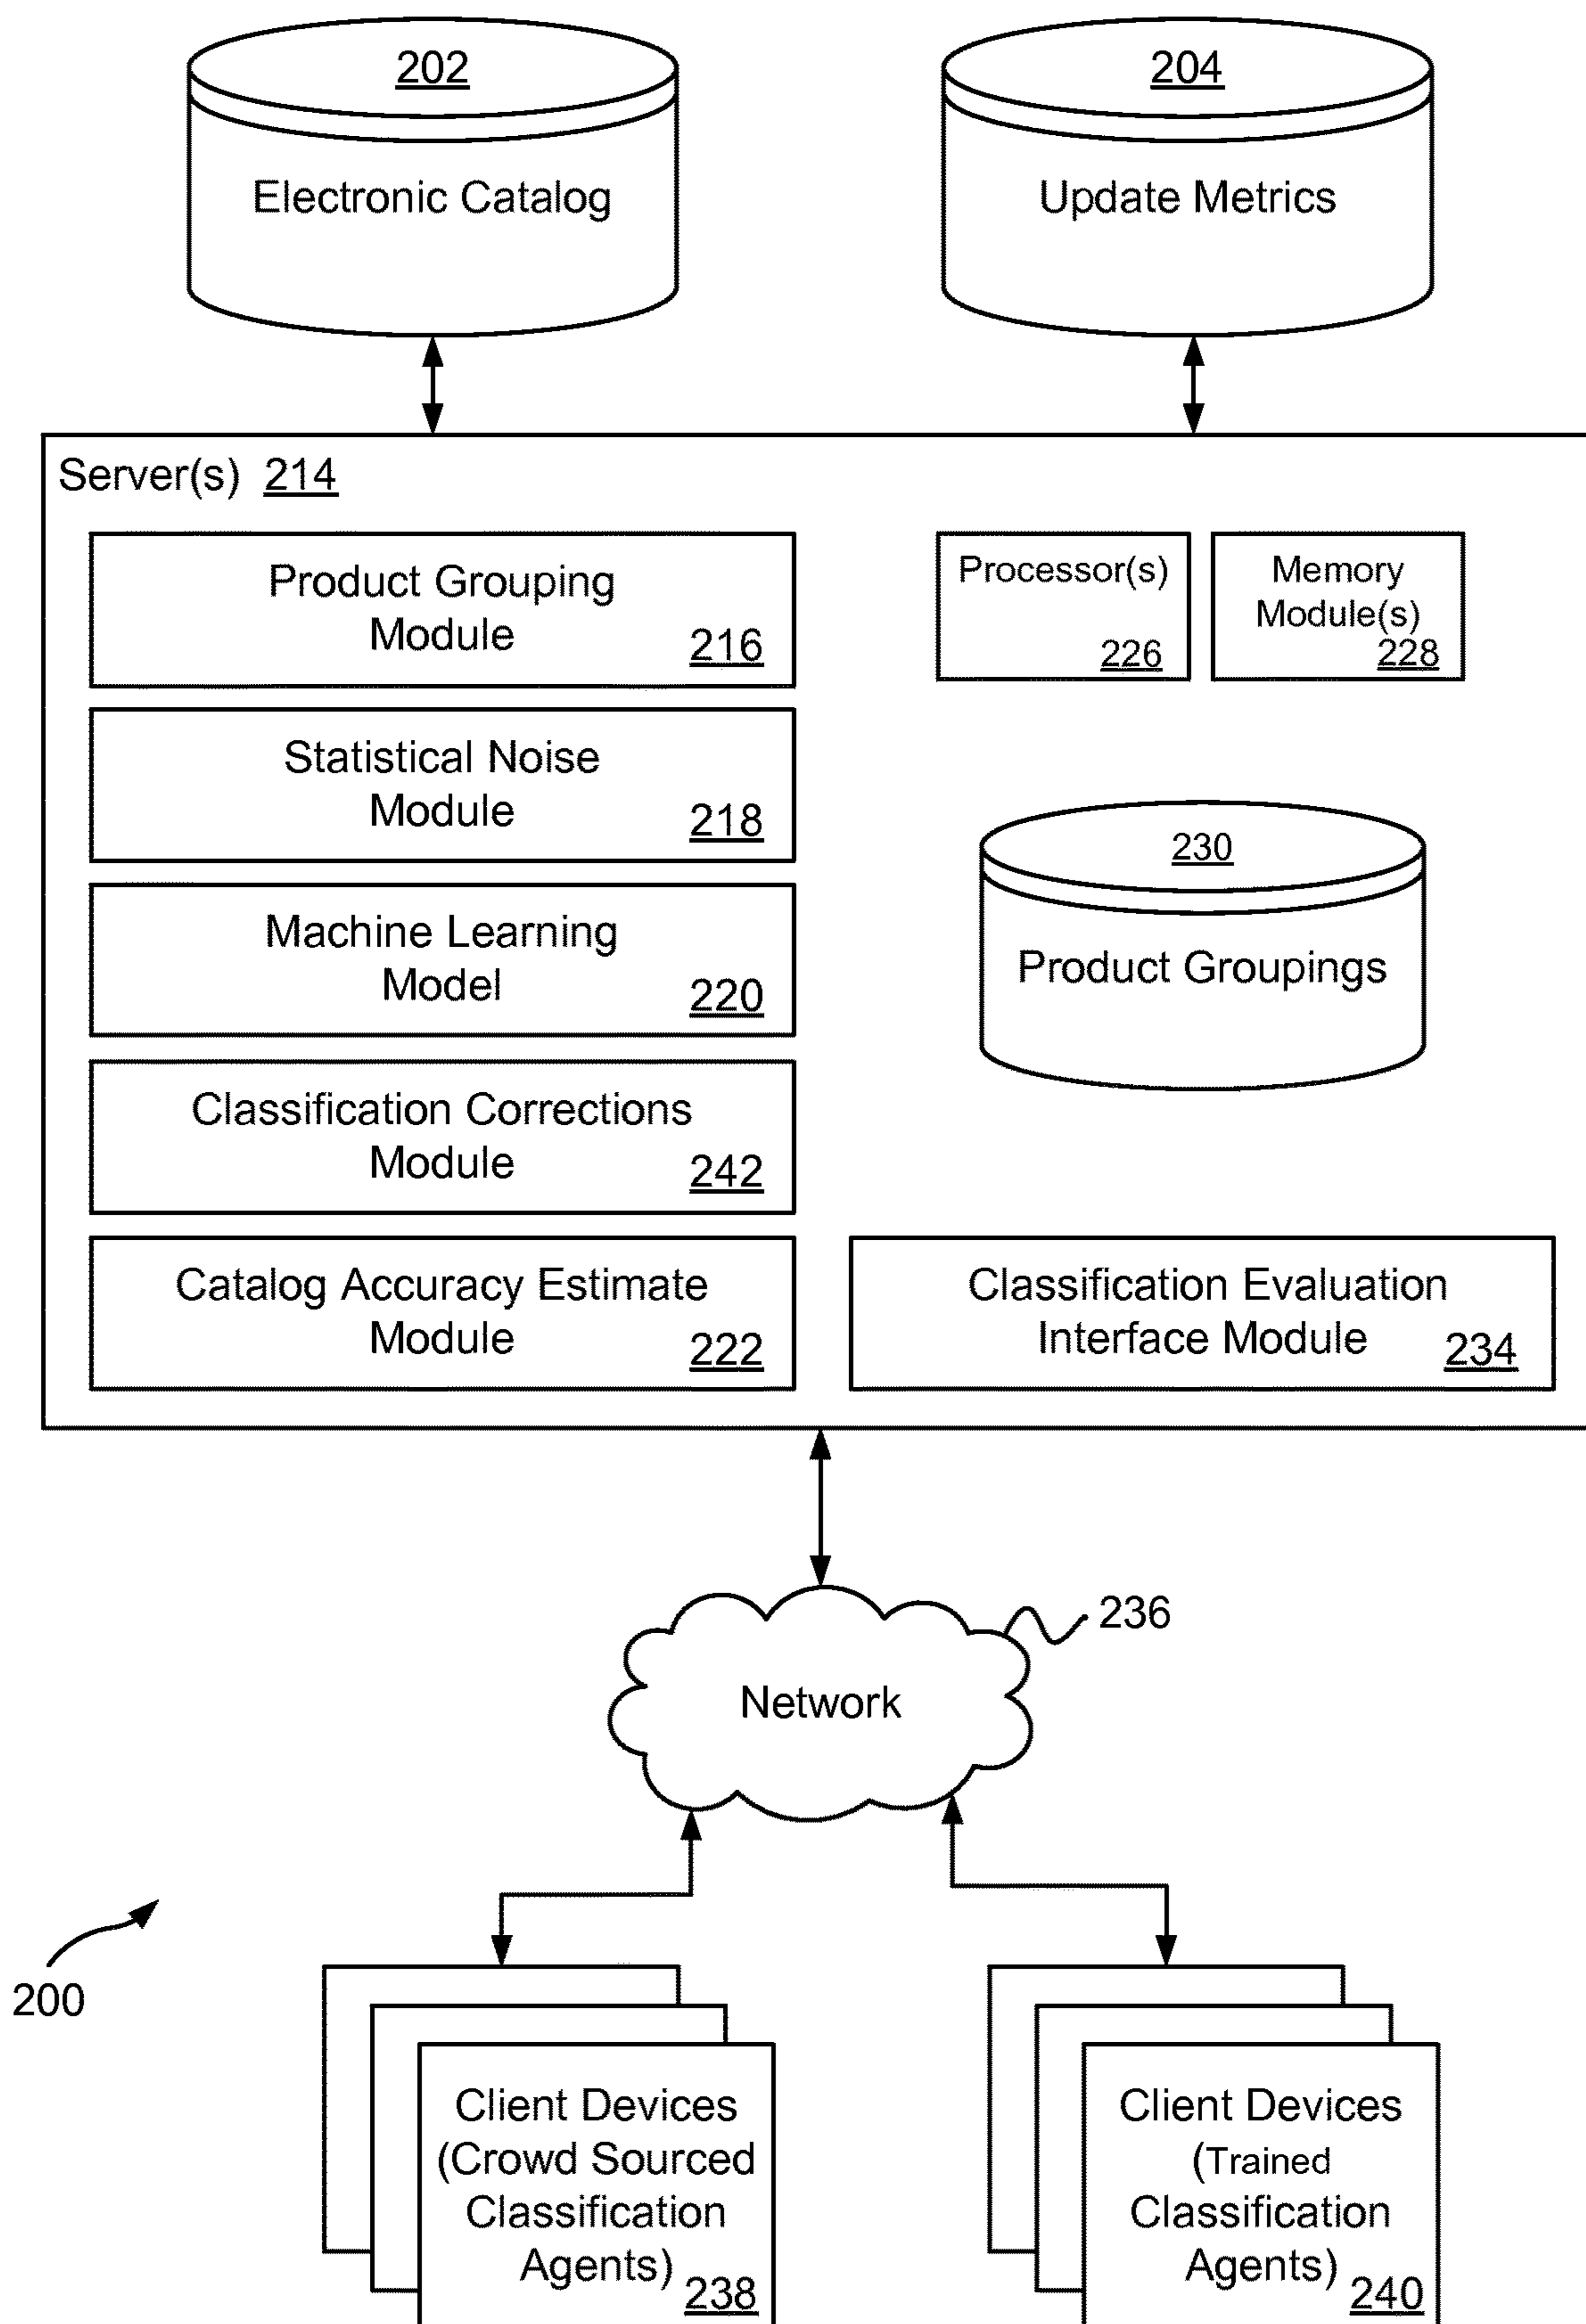 202
Electronic Catalog
204
Update Metrics
Server(s) 214
Product Grouping
Module 216
Statistical Noise
Module 218
Machine Learning
Model 220
Classification Corrections
Module 242
Catalog Accuracy Estimate
Module 222
Processor(s)
226
Memory
Module(s)
228
230
Product Groupings
Classification Evaluation
Interface Module 234
236
Network
200
Client Devices
(Crowd Sourced
Classification
Agents) 238
Client Devices
(Trained
Classification
Agents) 240